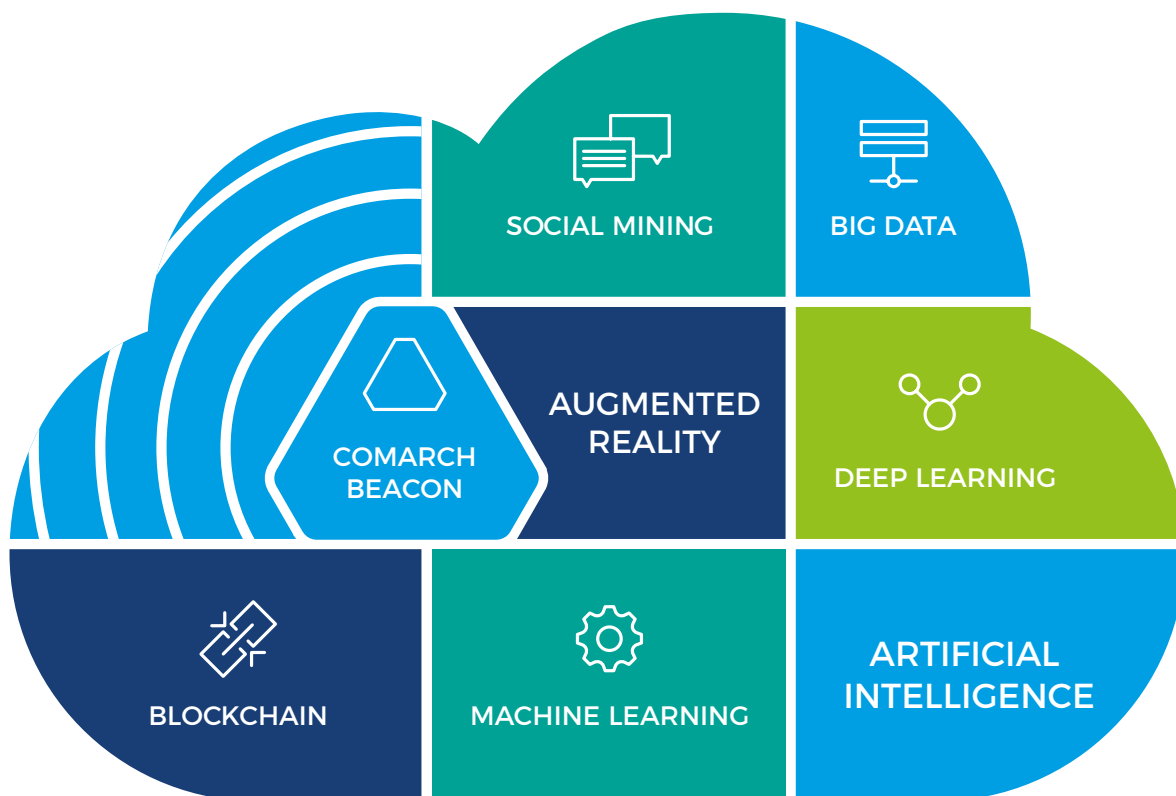 SOCIAL MINING
BIG DATA
COMARCH
BEACON
AUGMENTED
REALITY
DEEP LEARNING
BLOCKCHAIN
MACHINE LEARNING
ARTIFICIAL
INTELLIGENCE